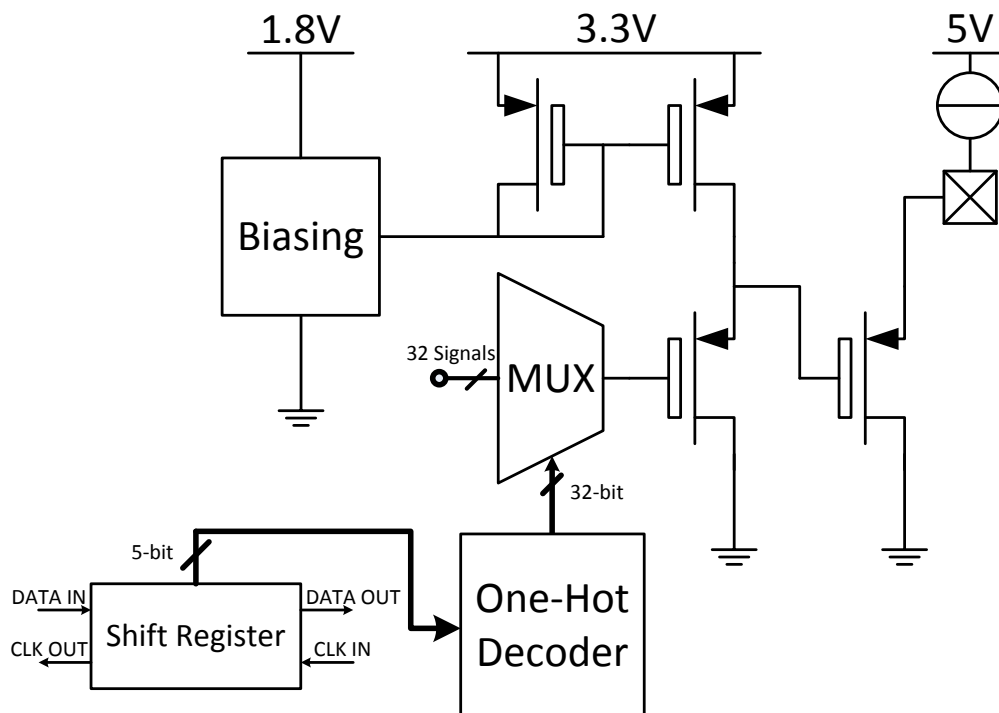 1.8V
3.3V
5V
Biasing
32 Signals
MUX
32-bit
5-bit
DATA IN
DATA OUT
Shift Register
CLK OUT
CLK IN
One-Hot
Decoder